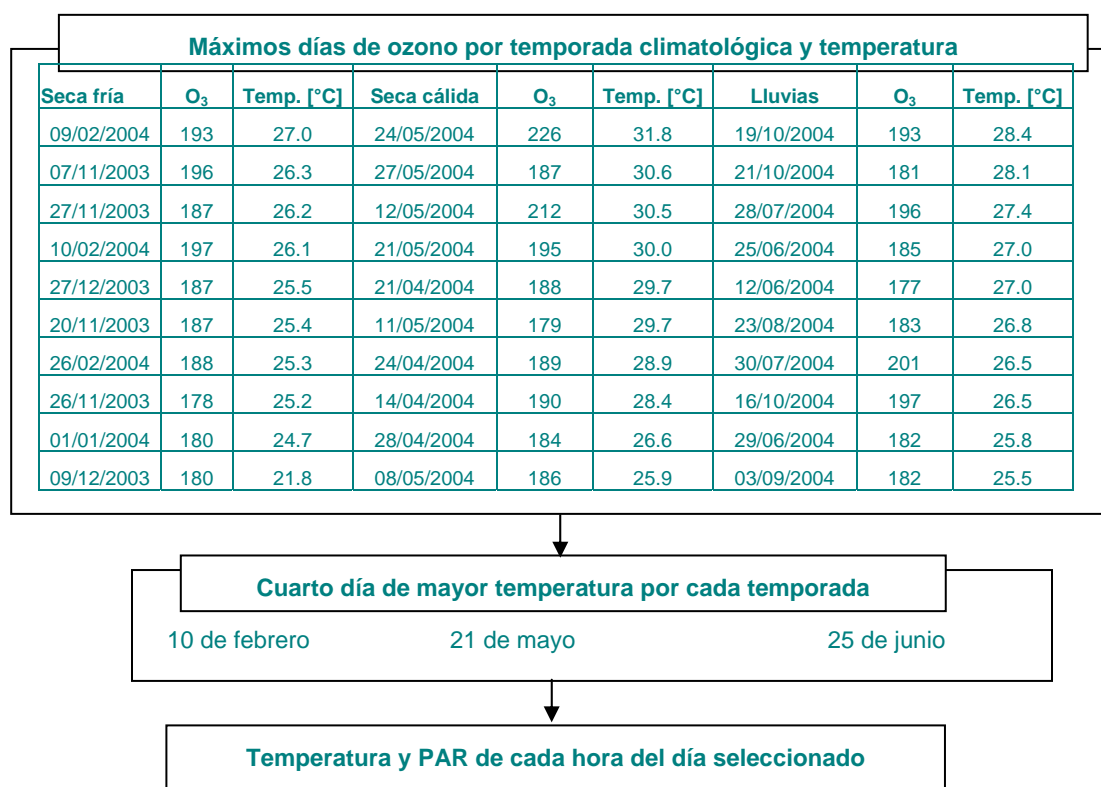 Máximos días de ozono por temporada climatológica y temperatura
Seca fría O₃ Temp. [°C] Seca cálida O₃ Temp. [°C] Lluvias O₃ Temp. [°C]
09/02/2004 193 27.0 24/05/2004 226 31.8 19/10/2004 193 28.4
07/11/2003 196 26.3 27/05/2004 187 30.6 21/10/2004 181 28.1
27/11/2003 187 26.2 12/05/2004 212 30.5 28/07/2004 196 27.4
10/02/2004 197 26.1 21/05/2004 195 30.0 25/06/2004 185 27.0
27/12/2003 187 25.5 21/04/2004 188 29.7 12/06/2004 177 27.0
20/11/2003 187 25.4 11/05/2004 179 29.7 23/08/2004 183 26.8
26/02/2004 188 25.3 24/04/2004 189 28.9 30/07/2004 201 26.5
26/11/2003 178 25.2 14/04/2004 190 28.4 16/10/2004 197 26.5
01/01/2004 180 24.7 28/04/2004 184 26.6 29/06/2004 182 25.8
09/12/2003 180 21.8 08/05/2004 186 25.9 03/09/2004 182 25.5
Cuarto día de mayor temperatura por cada temporada
10 de febrero 21 de mayo 25 de junio
Temperatura y PAR de cada hora del día seleccionado